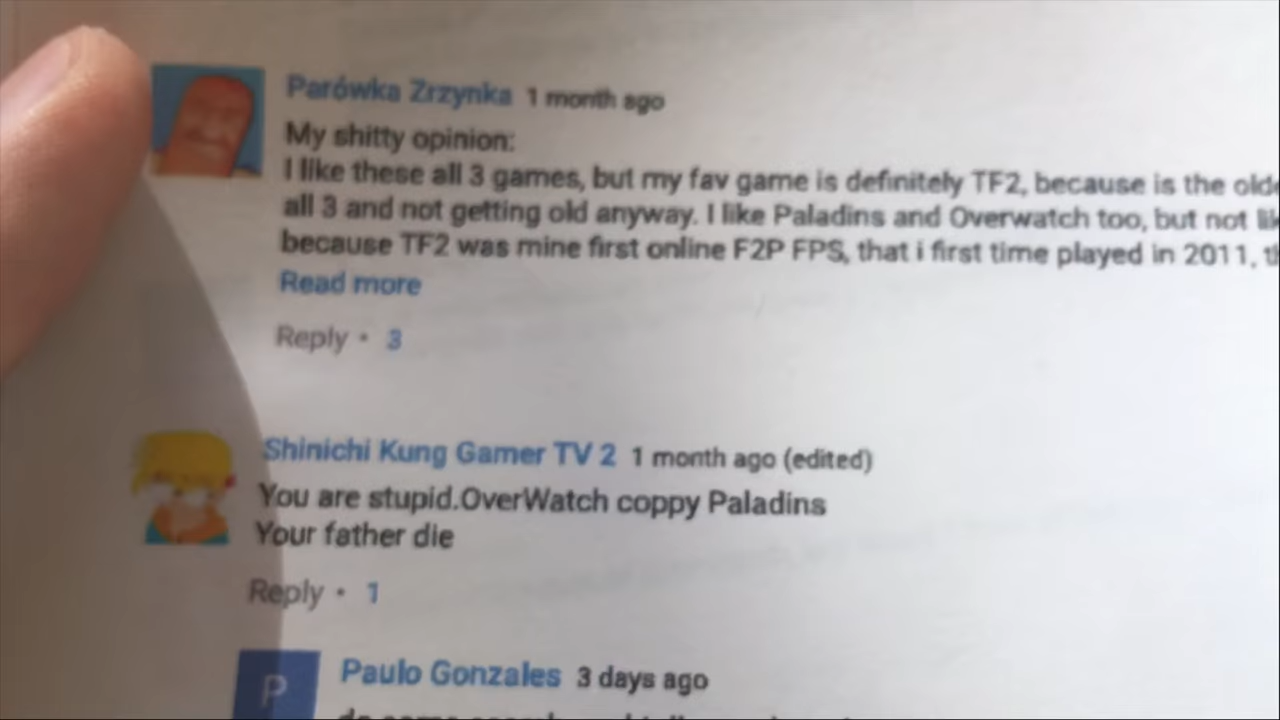 Parówka Zrzynka 1 month ago
My shitty opinion:
I like these all 3 games, but my fav game is definitely TF2, because is the olde
all 3 and not getting old anyway. I like Paladins and Overwatch too, but not lik
because TF2 was mine first online F2P FPS, that i first time played in 2011, th
Read more
Reply • 3
Shinichi Kung Gamer TV 2 1 month ago (edited)
You are stupid.OverWatch coppy Paladins
Your father die
Reply • 1
P
Paulo Gonzales 3 days ago